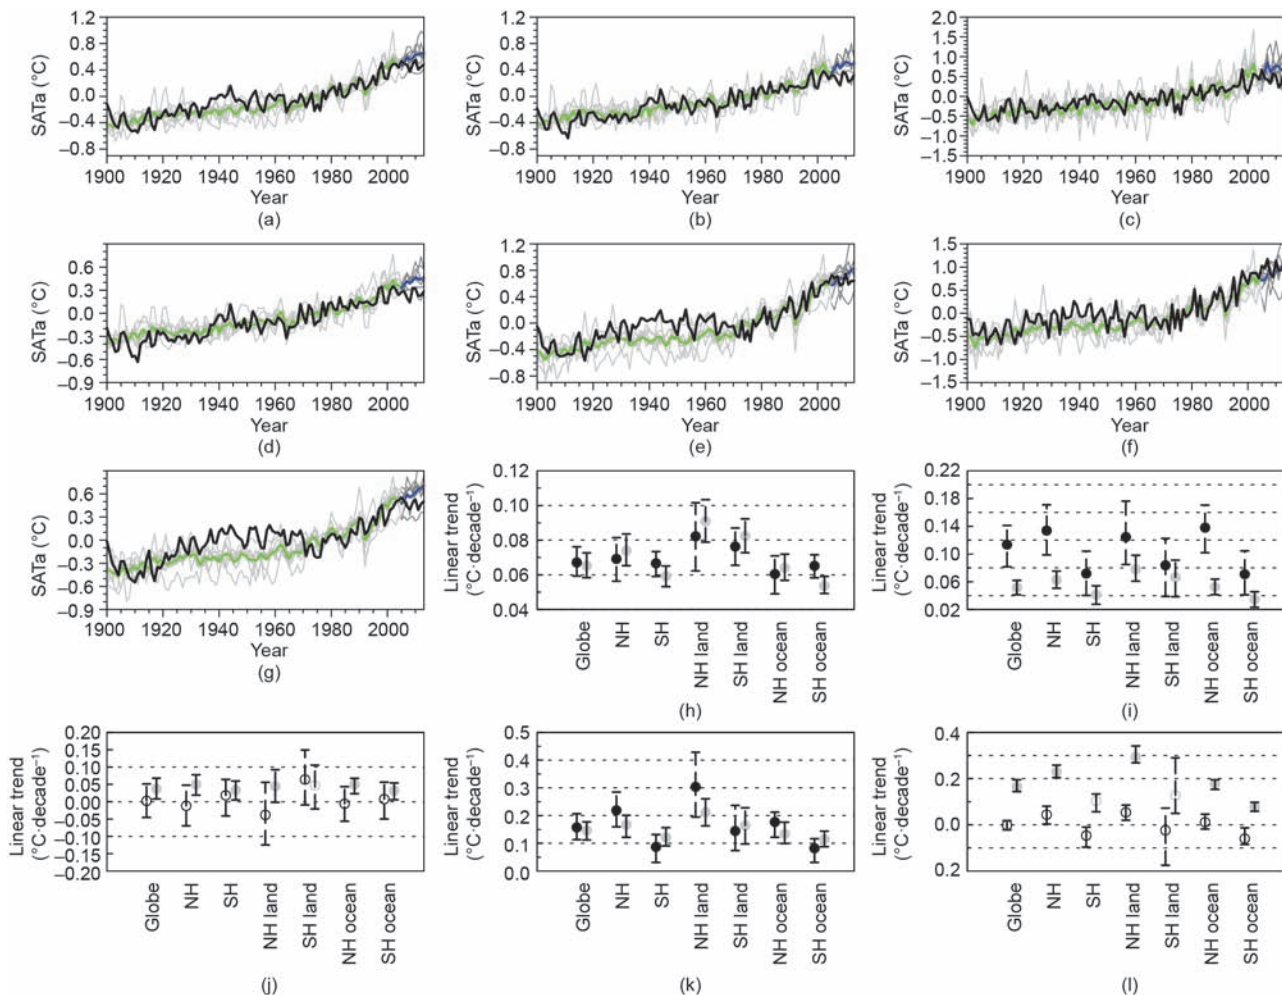 SATa (°C)
1.2
0.8
0.4
0.0
–0.4
–0.8
1900 1920 1940 1960 1980 2000
Year
(a)
SATa (°C)
1.2
0.8
0.4
0.0
–0.4
–0.8
1900 1920 1940 1960 1980 2000
Year
(b)
SATa (°C)
2.0
1.5
1.0
0.5
0.0
–0.5
–1.0
–1.5
1900 1920 1940 1960 1980 2000
Year
(c)
SATa (°C)
0.6
0.3
0.0
–0.3
–0.6
–0.9
1900 1920 1940 1960 1980 2000
Year
(d)
SATa (°C)
1.2
0.8
0.4
0.0
–0.4
–0.8
1900 1920 1940 1960 1980 2000
Year
(e)
SATa (°C)
1.5
1.0
0.5
0.0
–0.5
–1.0
–1.5
1900 1920 1940 1960 1980 2000
Year
(f)
SATa (°C)
0.6
0.3
0.0
–0.3
–0.6
–0.9
1900 1920 1940 1960 1980 2000
Year
(g)
Linear trend
(°C·decade⁻¹)
0.12
0.10
0.08
0.06
0.04
Globe
NH
SH
NH land
SH land
NH ocean
SH ocean
(h)
Linear trend
(°C·decade⁻¹)
0.22
0.18
0.14
0.10
0.06
0.02
Globe
NH
SH
NH land
SH land
NH ocean
SH ocean
(i)
Linear trend
(°C·decade⁻¹)
0.20
0.15
0.10
0.05
0.00
–0.05
–0.10
–0.15
–0.20
Globe
NH
SH
NH land
SH land
NH ocean
SH ocean
(j)
Linear trend
(°C·decade⁻¹)
0.5
0.4
0.3
0.2
0.1
0.0
Globe
NH
SH
NH land
SH land
NH ocean
SH ocean
(k)
Linear trend
(°C·decade⁻¹)
0.4
0.2
0.0
0.2
Globe
NH
SH
NH land
SH land
NH ocean
SH ocean
(l)